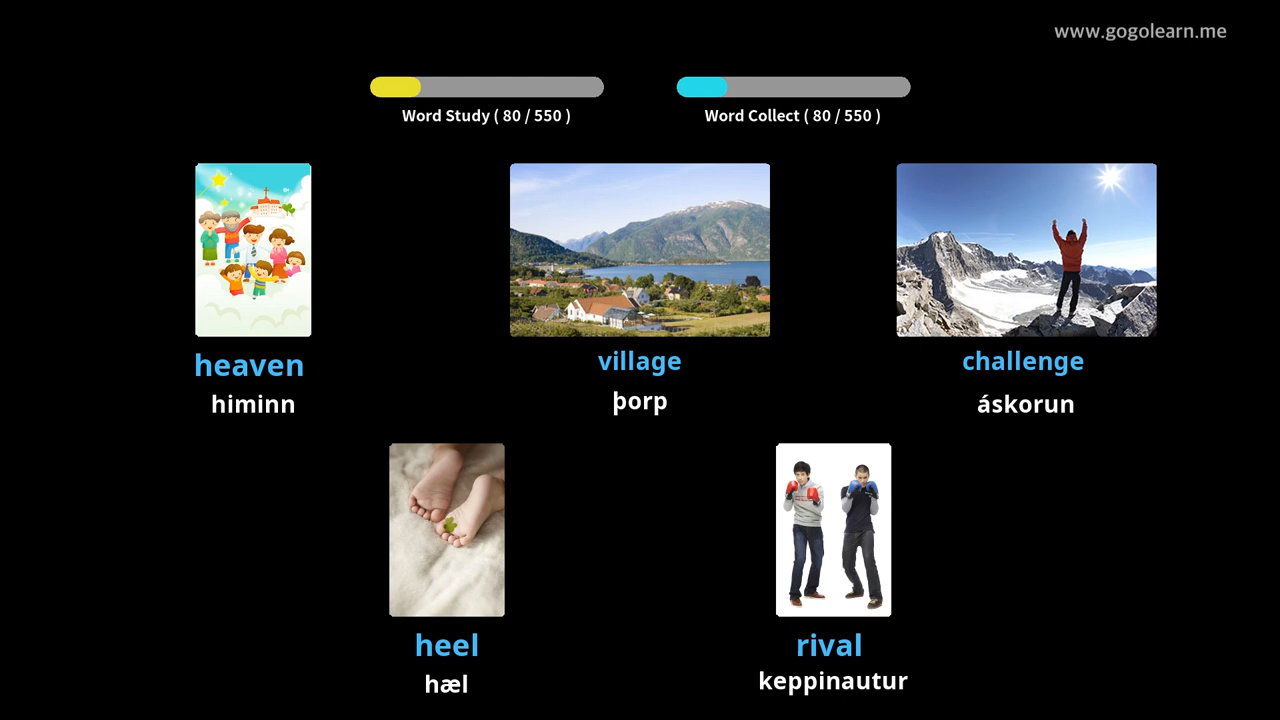 www.gogolearn.me
Word Study ( 80 / 550 )
Word Collect ( 80 / 550 )
heaven
himinn
village
þorp
challenge
áskorun
heel
hæl
rival
keppinautur